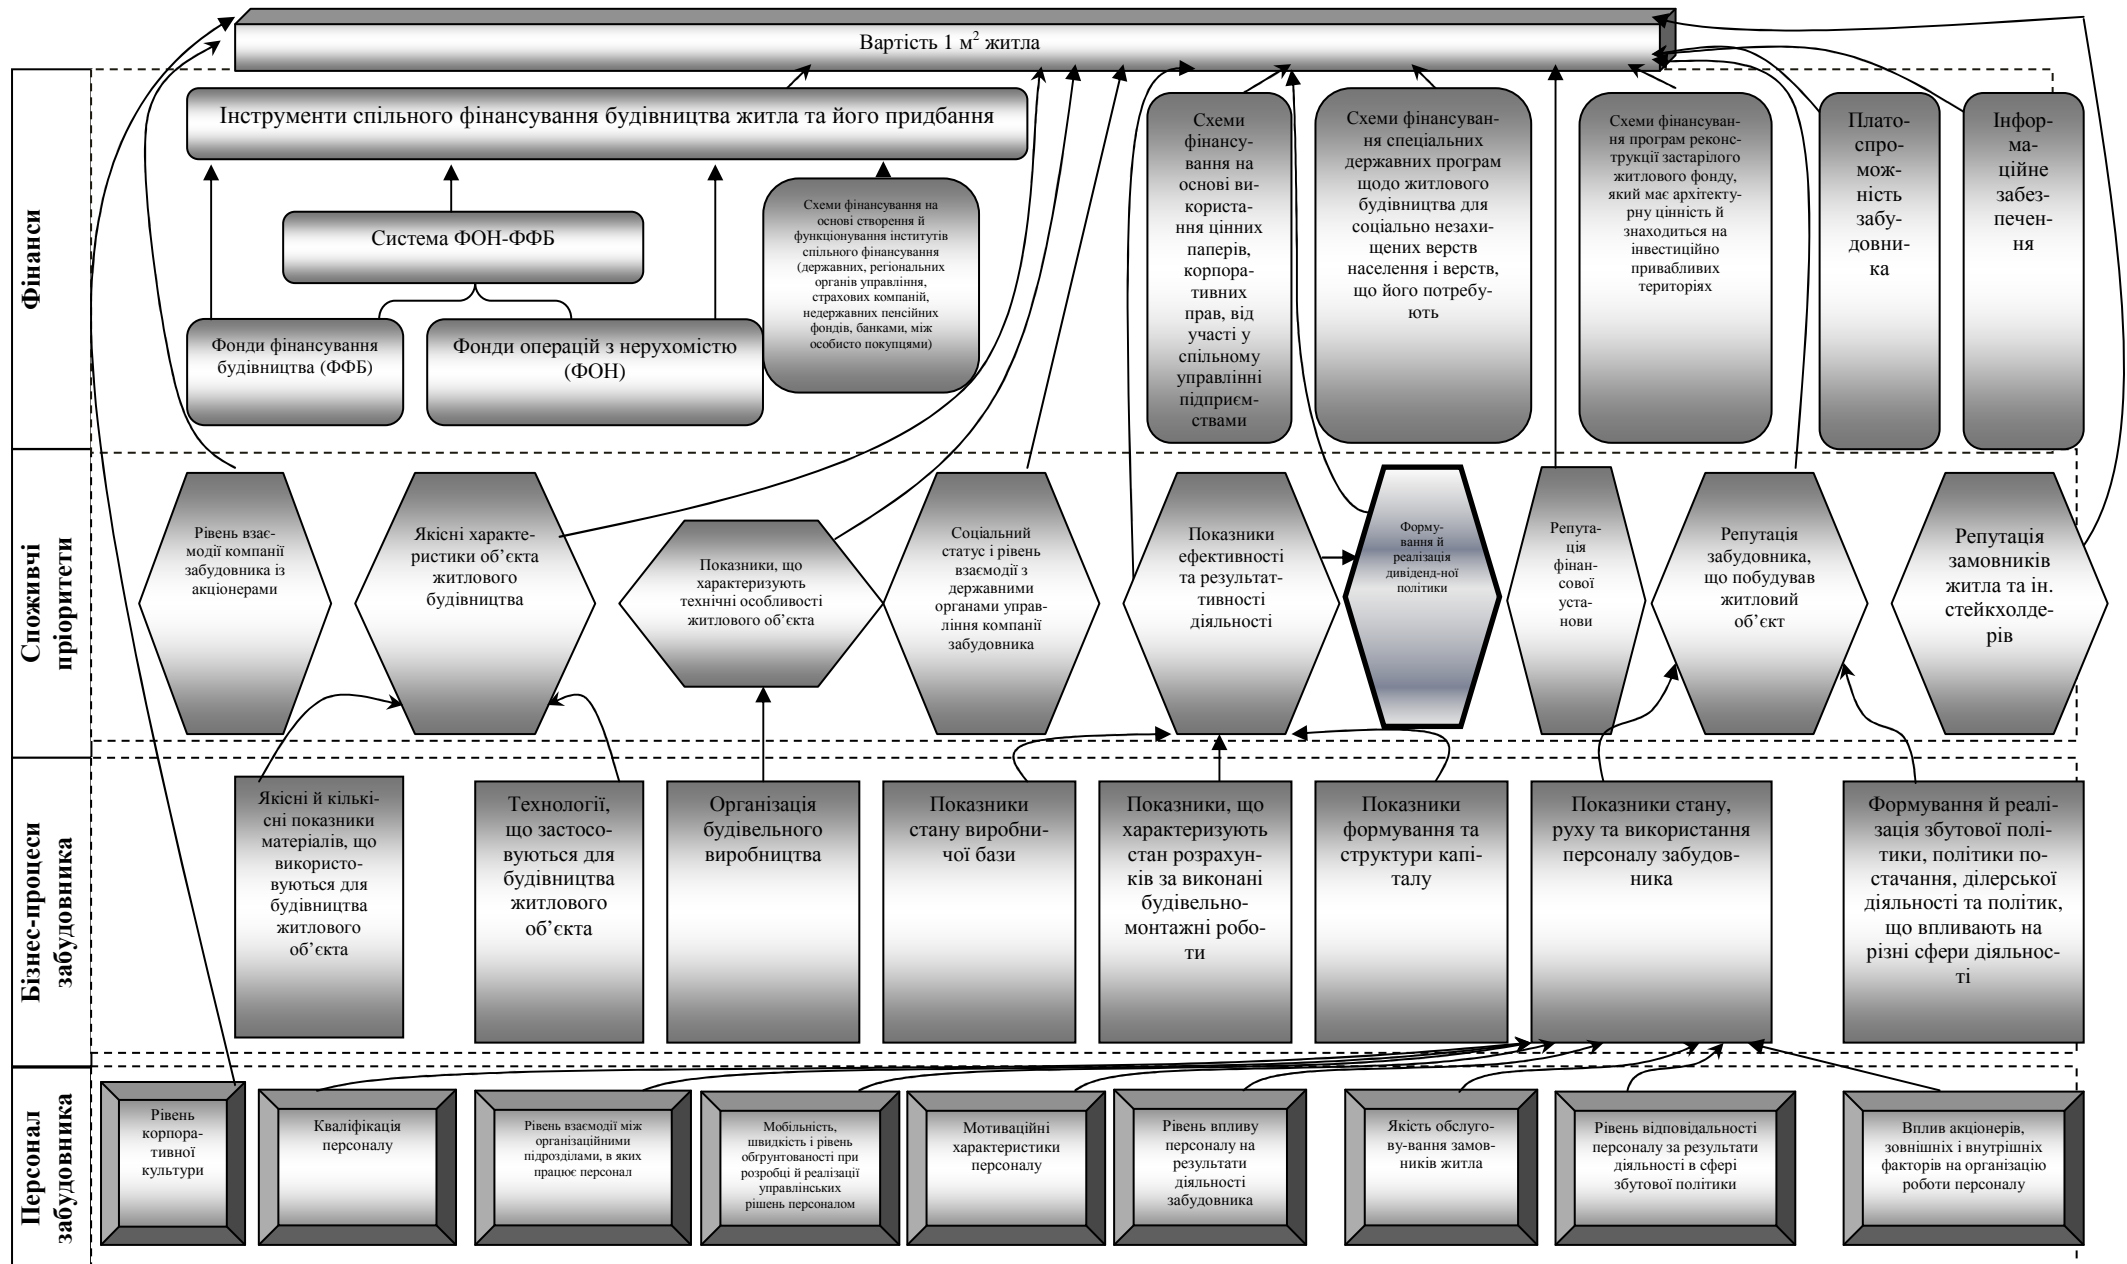 Вартість 1 м² житла
Фінанси
Інструменти спільного фінансування будівництва житла та його придбання
Система ФОН-ФФБ
Фонди фінансування
будівництва (ФФБ)
Фонди операцій з нерухомістю
(ФОН)
Схеми фінансування на
основі створення й
функціонування інститутів
спільного фінансування
(державних, регіональних
органів управління,
страхових компаній,
недержавних пенсійних
фондів, банками, між
особисто покупцями)
Схеми
фінансу-
вання на
основі ви-
користа-
ння цінних
паперів,
корпора-
тивних
прав, від
участі у
спільному
управлінні
підприєм-
ствами
Схеми фінансуван-
ня спеціальних
державних програм
щодо житлового
будівництва для
соціально незахи-
щених верств
населення і верств,
що його потребу-
ють
Схеми фінансуван-
ня програм реконс-
трукції застарілого
житлового фонду,
який має архітекту-
рну цінність й
знаходиться на
інвестиційно
привабливих
територіях
Плато-
спро-
мож-
ність
забу-
довни-
ка
Інфор-
ма-
ційне
забез-
печен-
ня
Споживчі
пріоритети
Рівень взає-
модії компанії
забудовника із
акціонерами
Якісні характе-
ристики об’єкта
житлового
будівництва
Показники, що
характеризують
технічні особливості
житлового об’єкта
Соціальний
статус і рівень
взаємодії з
державними
органами управ-
ління компанії
забудовника
Показники
ефективності
та результат-
тивності
діяльності
Форму-
вання й
реалізація
дивіденд-ної
політики
Репута-
ція
фінан-
сової
уста-
нови
Репутація
забудовника,
що побудував
житловий
об’єкт
Репутація
замовників
житла та ін.
стейкхолде-
рів
Бізнес-процеси
забудовника
Якісні й кількі-
сні показники
матеріалів, що
використо-
вуються для
будівництва
житлового
об’єкта
Технології,
що застосо-
вуються для
будівництва
житлового
об’єкта
Організація
будівельного
виробництва
Показники
стану виробни-
чої бази
Показники, що
характеризують
стан розрахун-
ків за виконані
будівельно-
монтажні робо-
ти
Показники
формування та
структури капі-
талу
Показники стану,
руху та використання
персоналу забудов-
ника
Формування й реалі-
зація збутової полі-
тики, політики по-
стачання, ділерської
діяльності та політик,
що впливають на
різні сфери діяльнос-
ті
Персонал
забудовника
Рівень
корпора-
тивної
культури
Кваліфікація
персоналу
Рівень взаємодії між
організаційними
підрозділами, в яких
працює персонал
Мобільність,
швидкість і рівень
обґрунтованості при
розробці й реалізації
управлінських
рішень персоналом
Мотиваційні
характеристики
персоналу
Рівень впливу
персоналу на
результати
діяльності
забудовника
Якість обслуго-
ву-вання замов-
ників житла
Рівень відповідальності
персоналу за результати
діяльності в сфері
збутової політики
Вплив акціонерів,
зовнішніх і внутрішніх
факторів на організацію
роботи персоналу